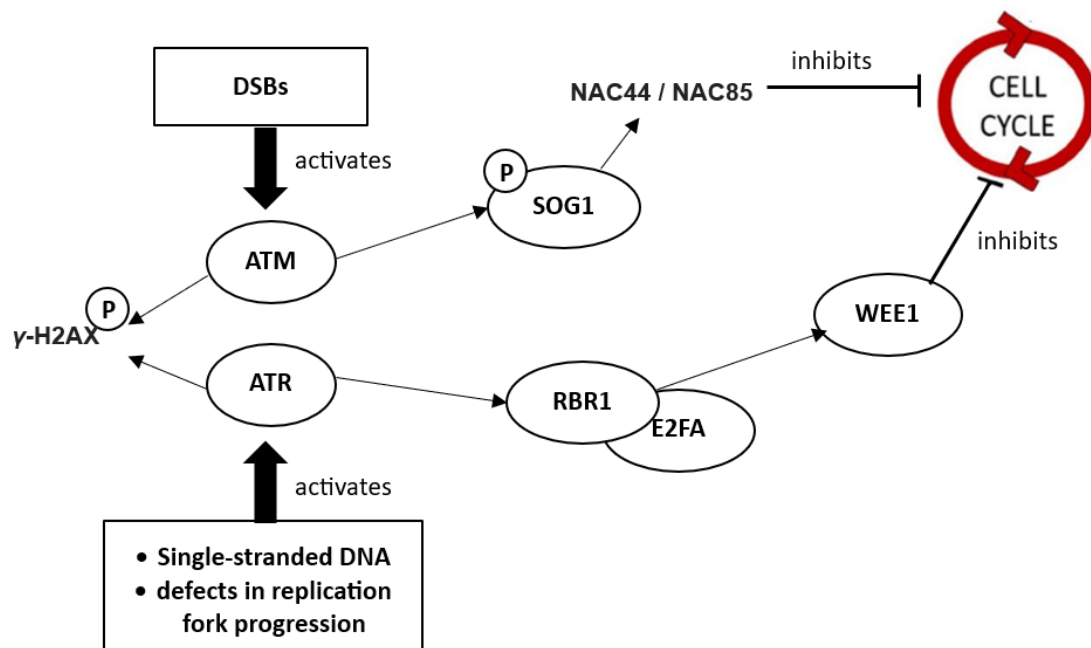 DSBs
activates
ATM
P
γ-H2AX
ATR
activates
• Single-stranded DNA
• defects in replication
fork progression
P
SOG1
NAC44 / NAC85
inhibits
CELL
CYCLE
RBR1
E2FA
WEE1
inhibits